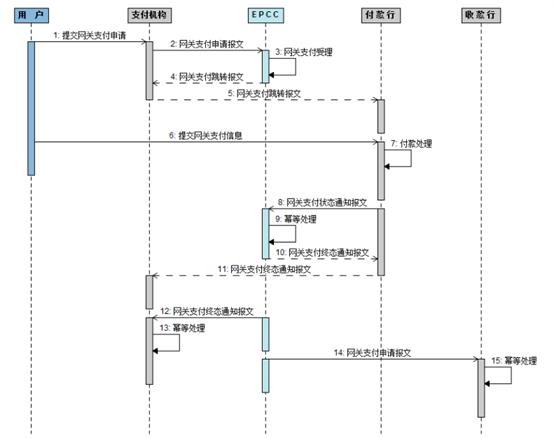 用 户
支付机构
EPCC
付款行
收款行
1: 提交网关支付申请
2: 网关支付申请报文
3: 网关支付受理
4: 网关支付跳转报文
5: 网关支付跳转报文
6: 提交网关支付信息
7: 付款处理
8: 网关支付状态通知报文
9: 幂等处理
10: 网关支付终态通知报文
11: 网关支付终态通知报文
12: 网关支付终态通知报文
13: 幂等处理
14: 网关支付申请报文
15: 幂等处理